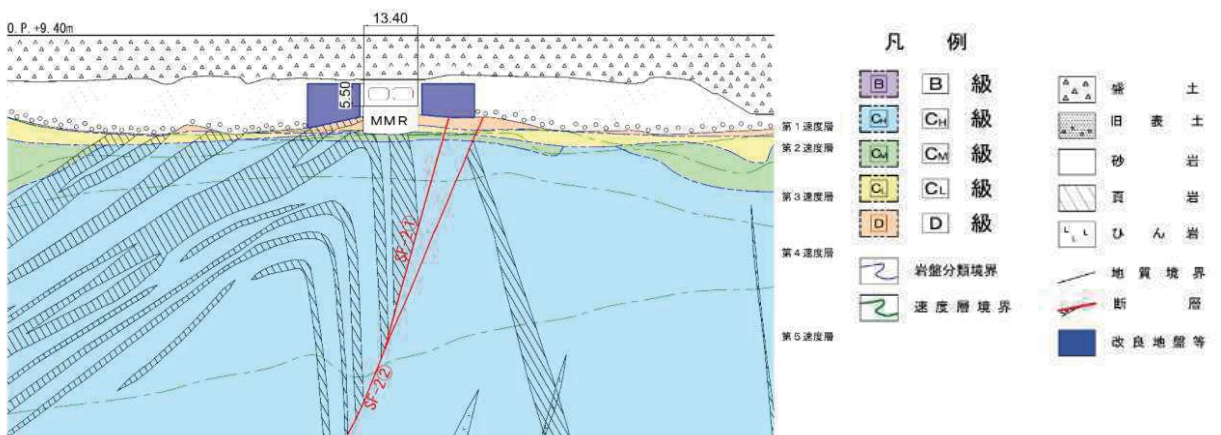 O.P.+9.40m
13.40
5.50
MMR
SF-2①
SF-2②
第1速度層
第2速度層
第3速度層
第4速度層
第5速度層
凡 例
B B 級
CH CH 級
CM CM 級
CL CL 級
D D 級
岩盤分類境界
速度層境界
盛 土
旧表土
砂 岩
頁 岩
ひん岩
地質境界
断 層
改良地盤等